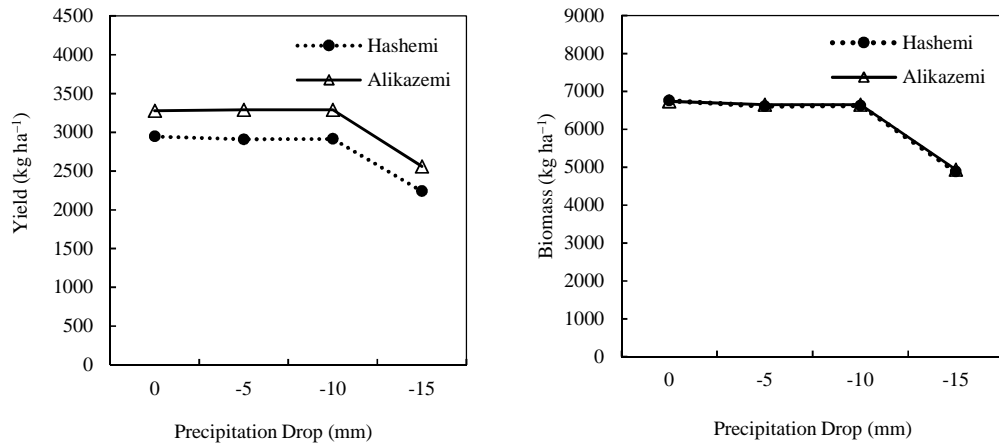 4500
4000
3500
3000
2500
2000
1500
1000
500
0
Yield (kg ha⁻¹)
Hashemi
Alikazemi
0 -5 -10 -15
Precipitation Drop (mm)
9000
8000
7000
6000
5000
4000
3000
2000
1000
0
Biomass (kg ha⁻¹)
Hashemi
Alikazemi
0 -5 -10 -15
Precipitation Drop (mm)